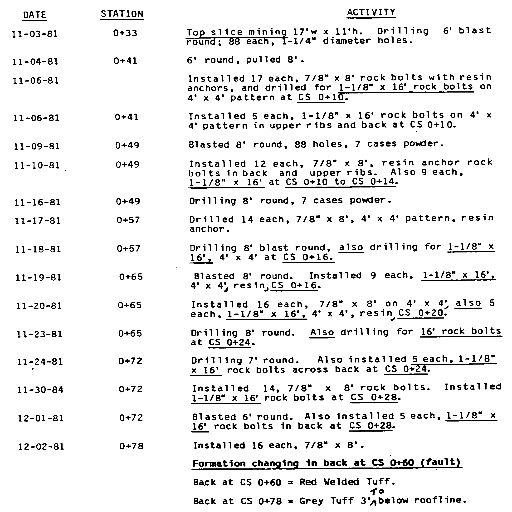 DATE STATION ACTIVITY
11-03-81 0+33 Top slice mining 17'w x 11'h. Drilling 6' blast
round; 88 each, 1-1/4" diameter holes.
11-04-81 0+41 6' round, pulled 8'.
11-06-81 Installed 17 each, 7/8" x 8' rock bolts with resin
anchors, and drilled for 1-1/8" x 16' rock bolts on
4' x 4' pattern at CS 0+10.
11-06-81 0+41 Installed 5 each, 1-1/8" x 16' rock bolts on 4' x
4' pattern in upper ribs and back at CS 0+10.
11-09-81 0+49 Blasted 8' round, 88 holes, 7 cases powder.
11-10-81 0+49 Installed 12 each, 7/8" x 8', resin anchor rock
bolts in back and upper ribs. Also 9 each,
1-1/8" x 16' at CS 0+10 to CS 0+14.
11-16-81 0+49 Drilling 8' round, 7 cases powder.
11-17-81 0+57 Drilled 14 each, 7/8" x 8', 4' x 4' pattern, resin
anchor.
11-18-81 0+57 Drilling 8' blast round, also drilling for 1-1/8" x
16', 4' x 4' at CS 0+16.
11-19-81 0+65 Blasted 8' round. Installed 9 each, 1-1/8" x 16',
4' x 4', resin, CS 0+16.
11-20-81 0+65 Installed 16 each, 7/8" x 8' on 4' x 4', also 5
each, 1-1/8" x 16', 4' x 4', resin, CS 0+20.
11-23-81 0+65 Drilling 8' round. Also drilling for 16' rock bolts
at CS 0+24.
11-24-81 0+72 Drilling 7' round. Also installed 5 each, 1-1/8"
x 16' rock bolts across back at CS 0+24.
11-30-84 0+72 Installed 14, 7/8" x 8' rock bolts. Installed
1-1/8" x 16' rock bolts at CS 0+28.
12-01-81 0+72 Blasted 6' round. Also installed 5 each, 1-1/8" x
16' rock bolts in back at CS 0+28.
12-02-81 0+78 Installed 16 each, 7/8" x 8'.
Formation changing in back at CS 0+60 (fault)
Back at CS 0+60 = Red Welded Tuff.
Back at CS 0+78 = Grey Tuff 3' TO below roofline.